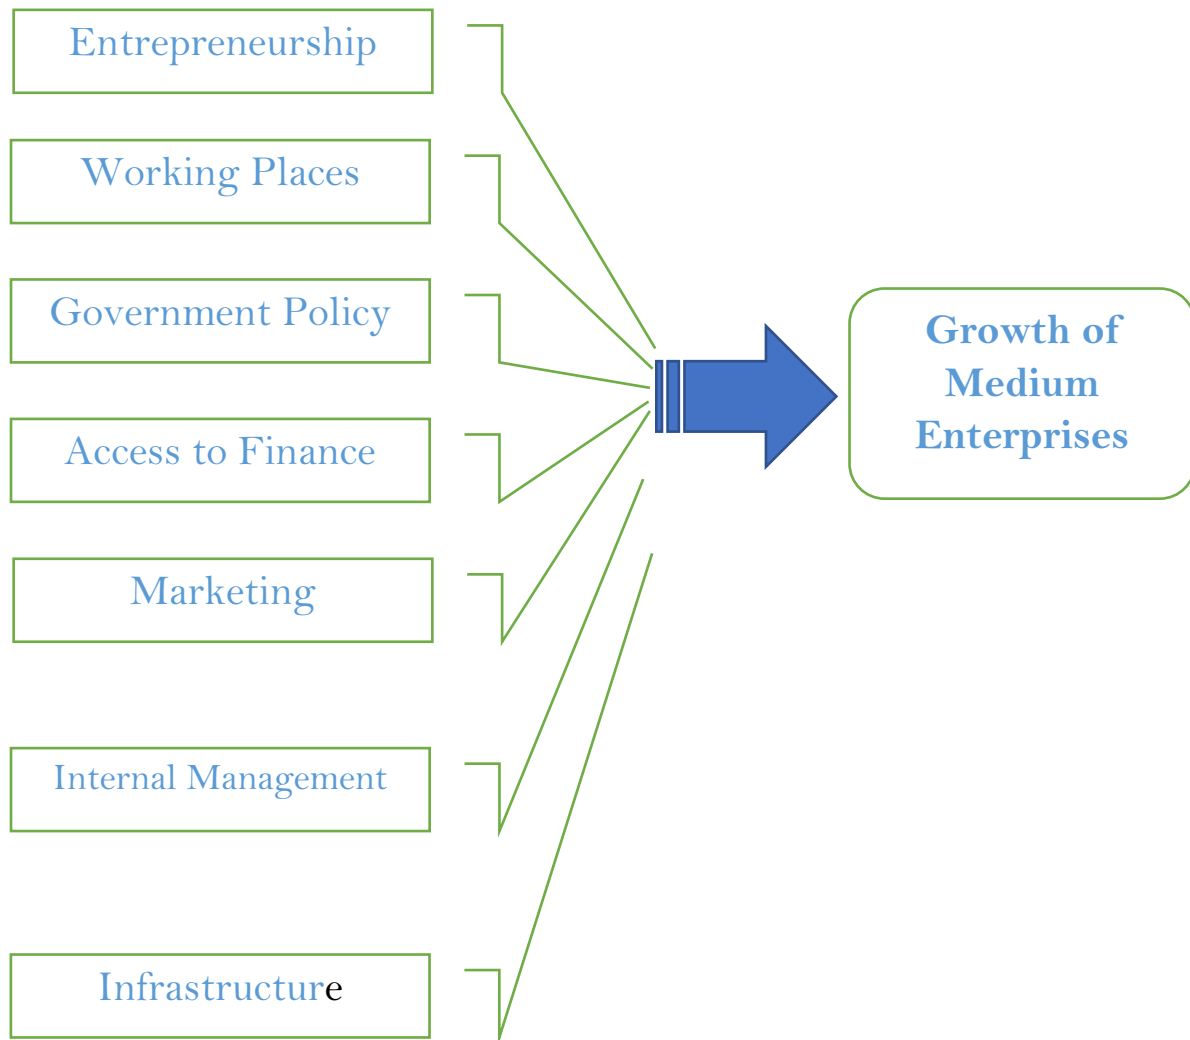 Entrepreneurship
Working Places
Government Policy
Access to Finance
Marketing
Internal Management
Infrastructure
Growth of
Medium
Enterprises